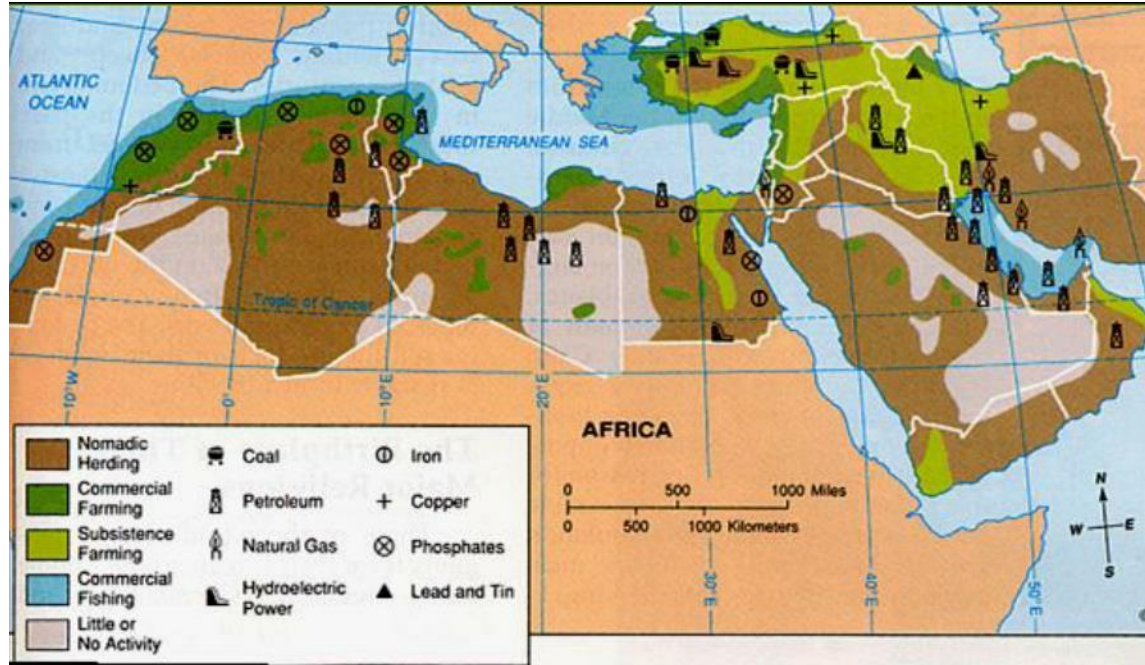 ATLANTIC
OCEAN
MEDITERRANEAN SEA
Tropic of Cancer
10°W
0°
10°E
20°E
30°E
40°E
50°E
AFRICA
0 500 1000 Miles
0 500 1000 Kilometers
N
W E
S
Nomadic
Herding
Commercial
Farming
Subsistence
Farming
Commercial
Fishing
Little or
No Activity
Coal
Petroleum
Natural Gas
Hydroelectric
Power
Iron
Copper
Phosphates
Lead and Tin